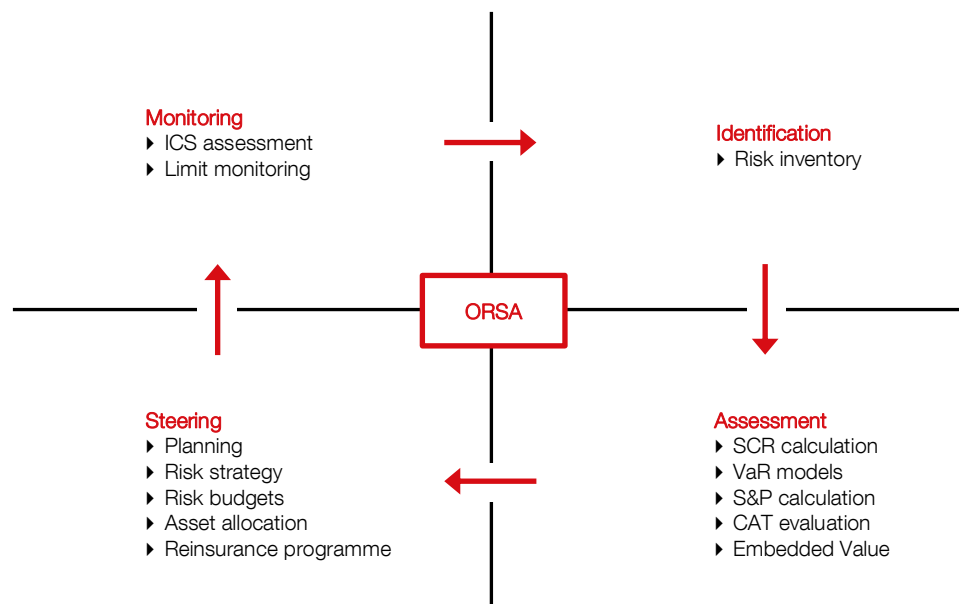 Monitoring
‣ ICS assessment
‣ Limit monitoring
Identification
‣ Risk inventory
ORSA
Steering
‣ Planning
‣ Risk strategy
‣ Risk budgets
‣ Asset allocation
‣ Reinsurance programme
Assessment
‣ SCR calculation
‣ VaR models
‣ S&P calculation
‣ CAT evaluation
‣ Embedded Value